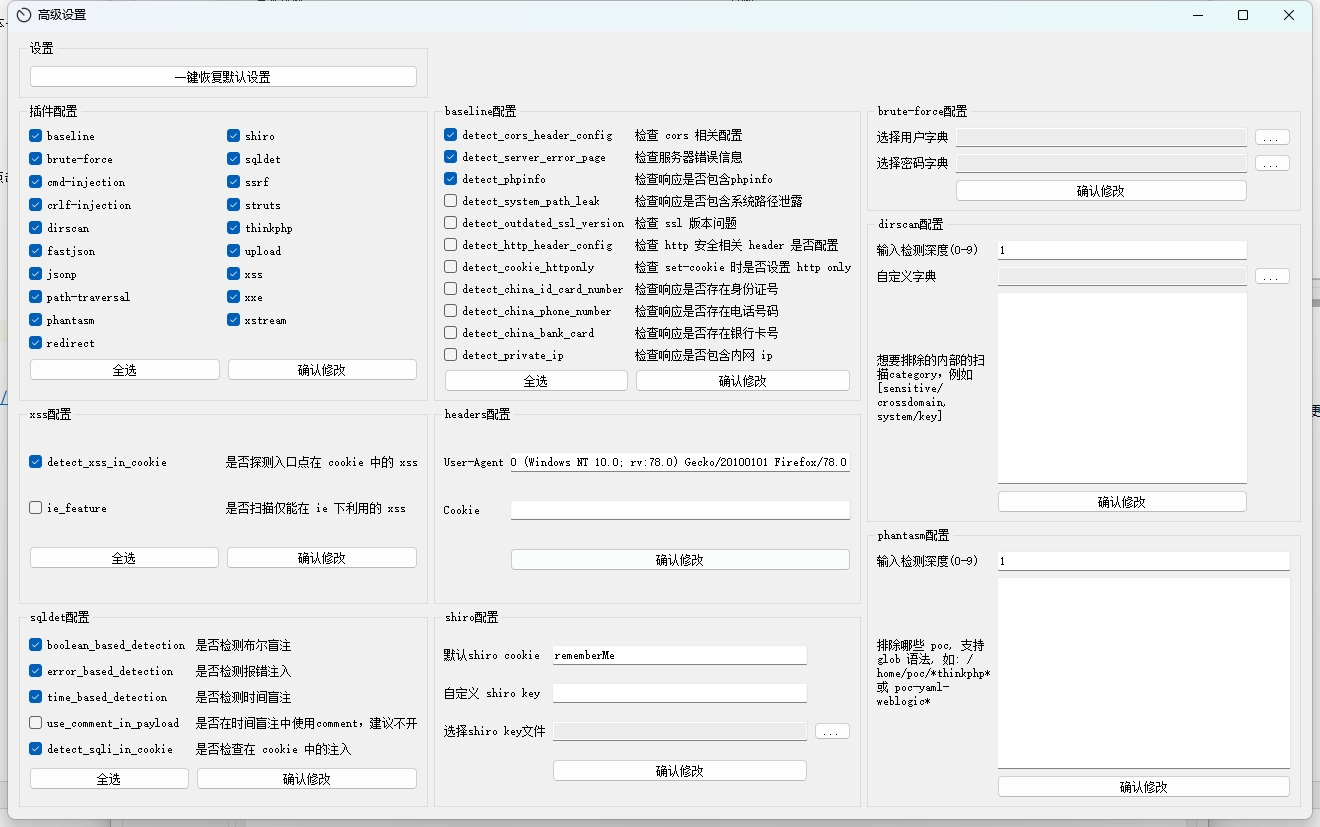 高级设置
设置
一键恢复默认设置
插件配置
baseline
shiro
brute-force
sqldet
cmd-injection
ssrf
crlf-injection
struts
dirscan
thinkphp
fastjson
upload
jsonp
xss
path-traversal
xxe
phantasm
xstream
redirect
全选
确认修改
baseline配置
detect_cors_header_config 检查 cors 相关配置
detect_server_error_page 检查服务器错误信息
detect_phpinfo 检查响应是否包含phpinfo
detect_system_path_leak 检查响应是否包含系统路径泄露
detect_outdated_ssl_version 检查 ssl 版本问题
detect_http_header_config 检查 http 安全相关 header 是否配置
detect_cookie_httponly 检查 set-cookie 时是否设置 http only
detect_china_id_card_number 检查响应是否存在身份证号
detect_china_phone_number 检查响应是否存在电话号码
detect_china_bank_card 检查响应是否存在银行卡号
detect_private_ip 检查响应是否包含内网 ip
全选
确认修改
brute-force配置
选择用户字典
...
选择密码字典
...
确认修改
dirscan配置
输入检测深度(0-9) 1
自定义字典
...
想要排除的内部的扫
描category，例如
[sensitive/
crossdomain,
system/key]
确认修改
xss配置
detect_xss_in_cookie 是否探测入口点在 cookie 中的 xss
ie_feature 是否扫描仅能在 ie 下利用的 xss
全选
确认修改
headers配置
User-Agent 0 (Windows NT 10.0; rv:78.0) Gecko/20100101 Firefox/78.0
Cookie
确认修改
phantasm配置
输入检测深度(0-9) 1
排除哪些 poc, 支持
glob 语法, 如: /
home/poc/*thinkphp*
或 poc-yaml-
weblogic*
确认修改
sqldet配置
boolean_based_detection 是否检测布尔盲注
error_based_detection 是否检测报错注入
time_based_detection 是否检测时间盲注
use_comment_in_payload 是否在时间盲注中使用comment，建议不开
detect_sqli_in_cookie 是否检查在 cookie 中的注入
全选
确认修改
shiro配置
默认shiro cookie rememberMe
自定义 shiro key
选择shiro key文件
...
确认修改